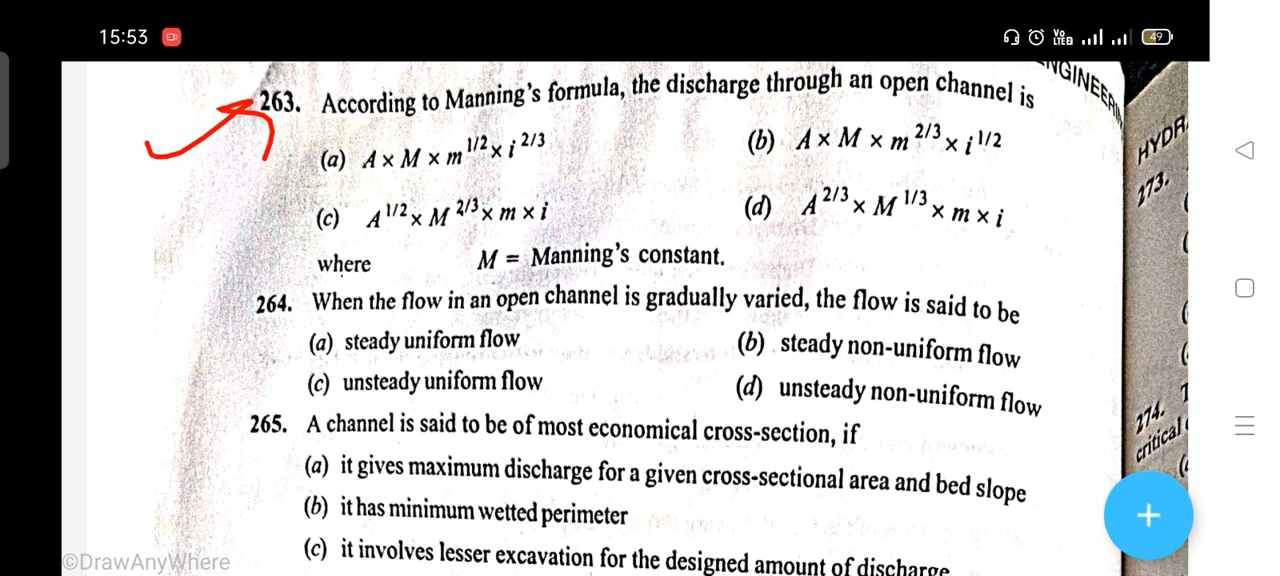 15:53
Vo LTE2 49
263. According to Manning's formula, the discharge through an open channel is
(a) A × M × m^1/2 × i^2/3 (b) A × M × m^2/3 × i^1/2
(c) A^1/2 × M^2/3 × m × i (d) A^2/3 × M^1/3 × m × i
where M = Manning's constant.
264. When the flow in an open channel is gradually varied, the flow is said to be
(a) steady uniform flow (b) steady non-uniform flow
(c) unsteady uniform flow (d) unsteady non-uniform flow
265. A channel is said to be of most economical cross-section, if
(a) it gives maximum discharge for a given cross-sectional area and bed slope
(b) it has minimum wetted perimeter
(c) it involves lesser excavation for the designed amount of discharge
273.
274.
critical
©DrawAnyWhere